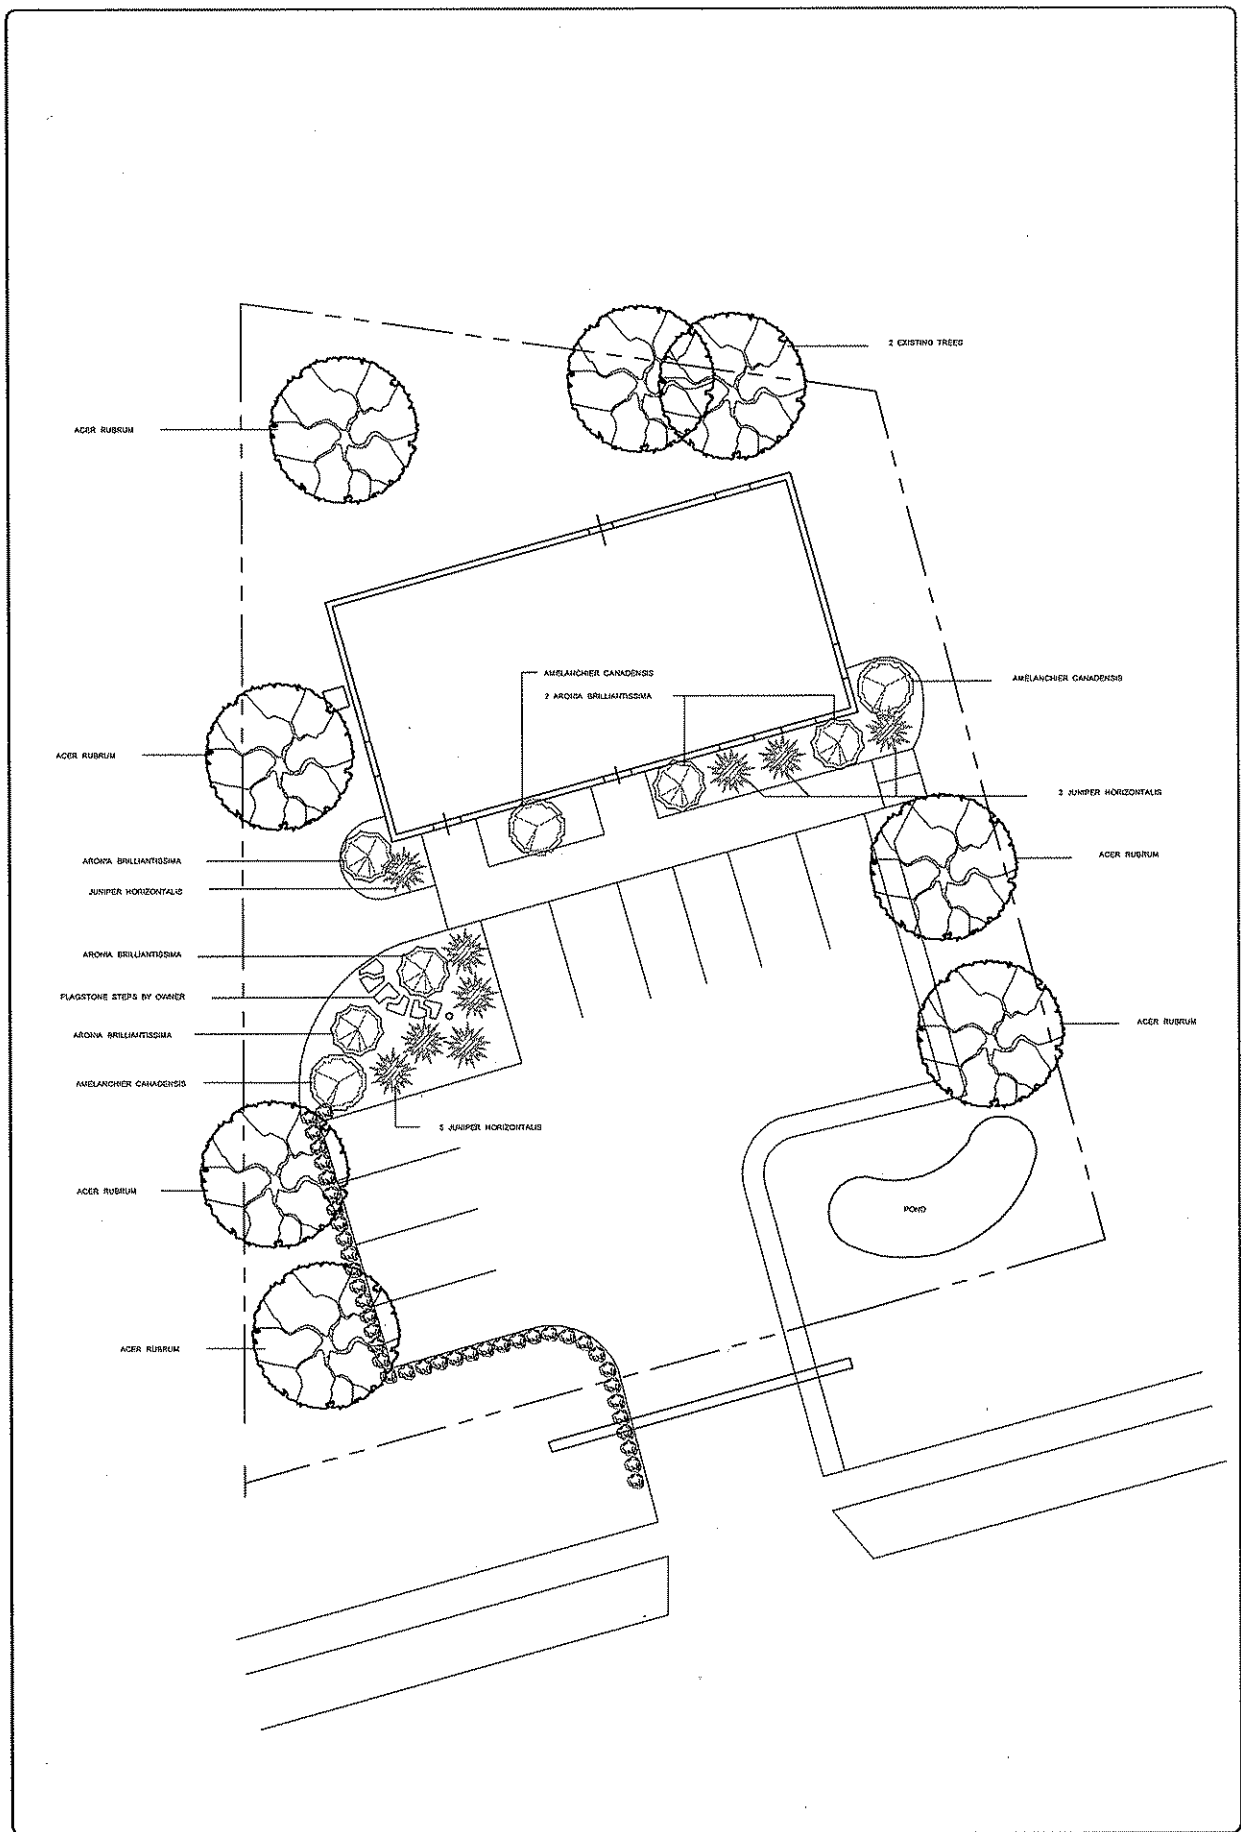 2 EXISTING TREES
ACER RUBRUM
AMELANCHIER CANADENSIS
2 ARONIA BRILLIANTISSIMA
AMELANCHIER CANADENSIS
ACER RUBRUM
3 JUNIPER HORIZONTALIS
ARONIA BRILLIANTISSIMA
ACER RUBRUM
JUNIPER HORIZONTALIS
ARONIA BRILLIANTISSIMA
FLAGSTONE STEPS BY OWNER
ACER RUBRUM
ARONIA BRILLIANTISSIMA
AMELANCHIER CANADENSIS
5 JUNIPER HORIZONTALIS
ACER RUBRUM
POND
ACER RUBRUM